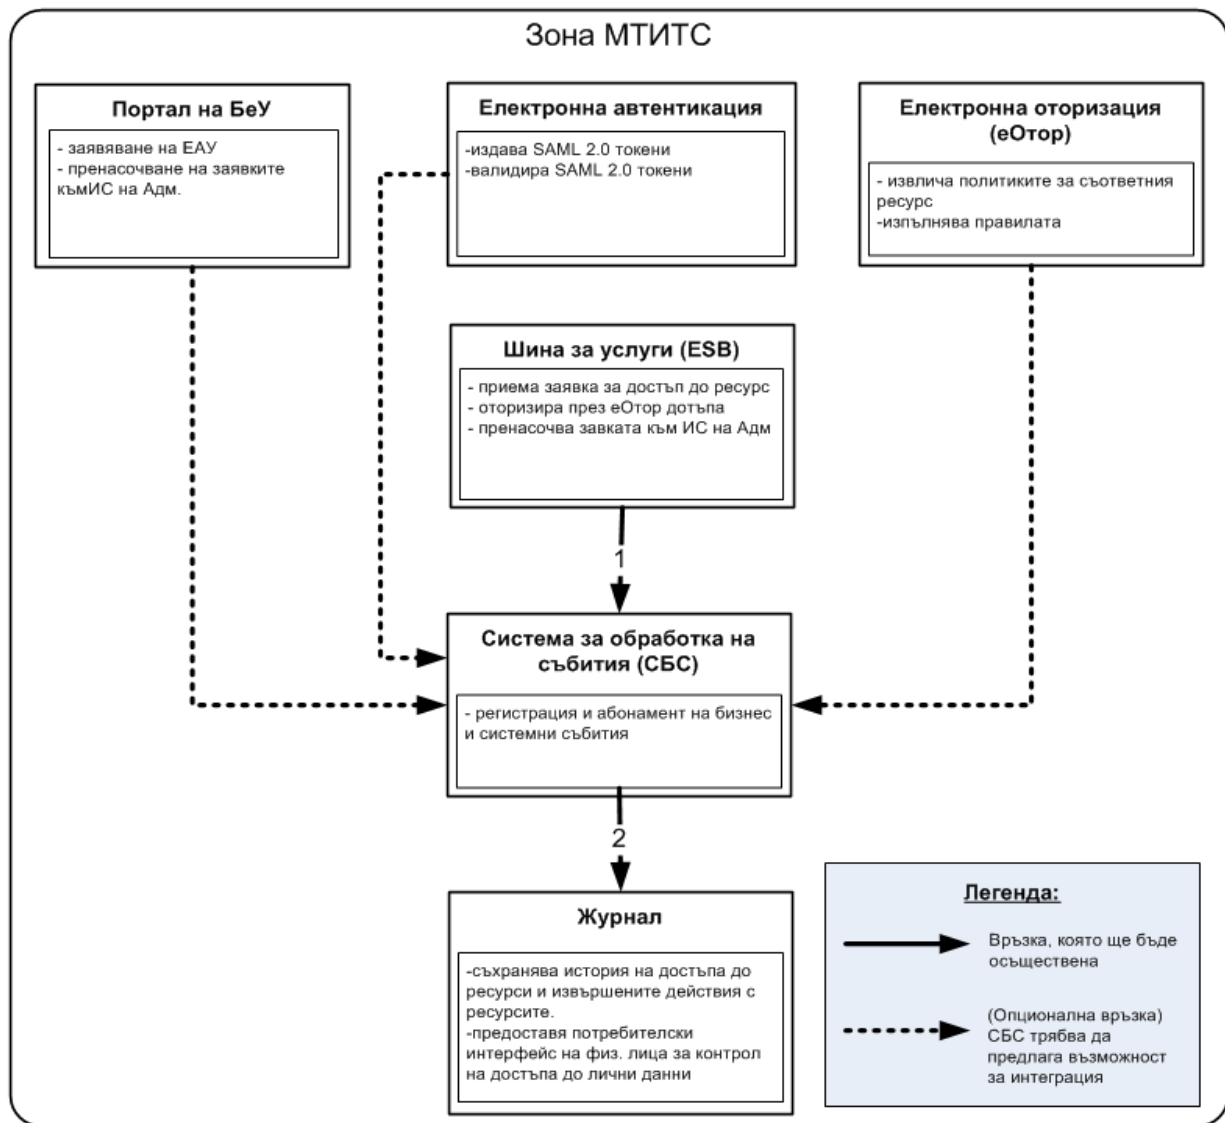 Зона МТИТС
Портал на БеУ
- заявяване на ЕАУ
- пренасочване на заявките
къмИС на Адм.
Електронна автентикация
-издава SAML 2.0 токени
-валидира SAML 2.0 токени
Електронна оторизация
(еОтор)
- извлича политиките за съответния
ресурс
-изпълнява правилата
Шина за услуги (ESB)
- приема заявка за достъп до ресурс
- оторизира през еОтор дотъпа
- пренасочва завката към ИС на Адм
1
Система за обработка на
събития (СБС)
- регистрация и абонамент на бизнес
и системни събития
2
Журнал
-съхранява история на достъпа до
ресурси и извършените действия с
ресурсите.
-предоставя потребителски
интерфейс на физ. лица за контрол
на достъпа до лични данни
Легенда:
Връзка, която ще бъде
осъществена
(Опционална връзка)
СБС трябва да
предлага възможност
за интеграция